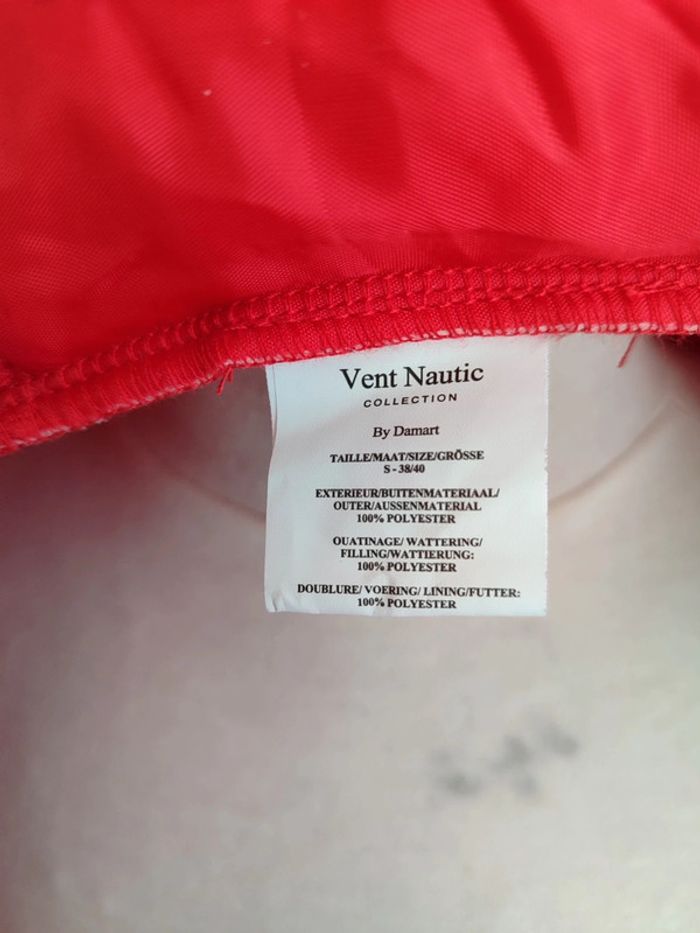 Vent Nautic
COLLECTION
By Damart
TAILLE/MAAT/SIZE/GRÖSSE
S - 38/40
EXTERIEUR/BUITENMATERIAAL/
OUTER/AUSSENMATERIAL
100% POLYESTER
OUATINAGE/ WATTERING/
FILLING/WATTIERUNG:
100% POLYESTER
DOUBLURE/ VOERING/ LINING/FUTTER:
100% POLYESTER